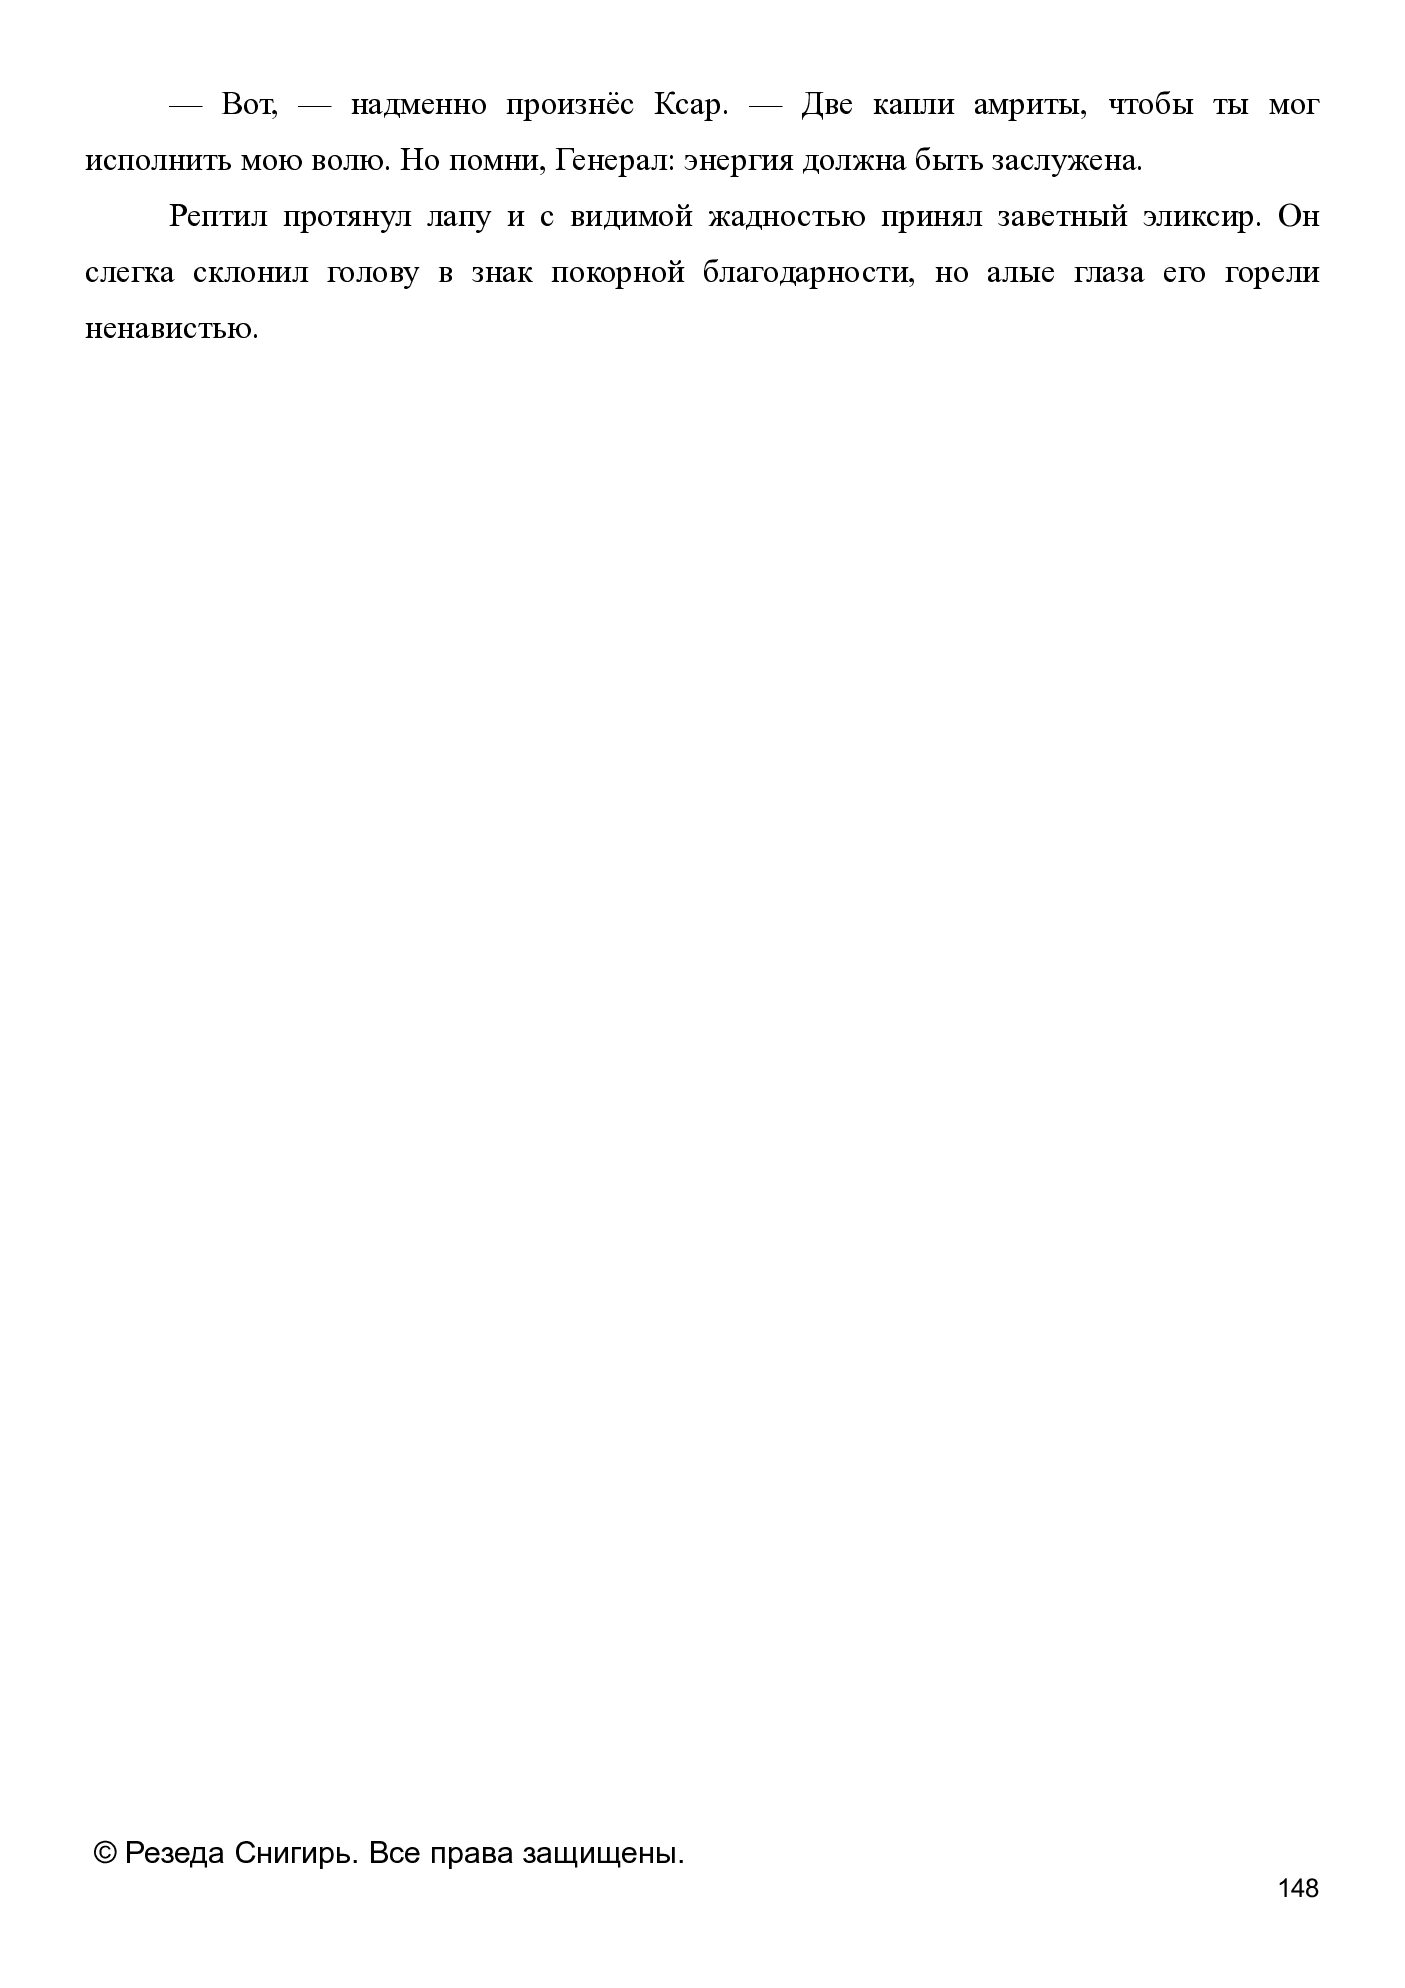 — Вот, — надменно произнёс Ксар. — Две капли амриты, чтобы ты мог
исполнить мою волю. Но помни, Генерал: энергия должна быть заслужена.
Рептил протянул лапу и с видимой жадностью принял заветный эликсир. Он
слегка склонил голову в знак покорной благодарности, но алые глаза его горели
ненавистью.
© Резеда Снигирь. Все права защищены.
148